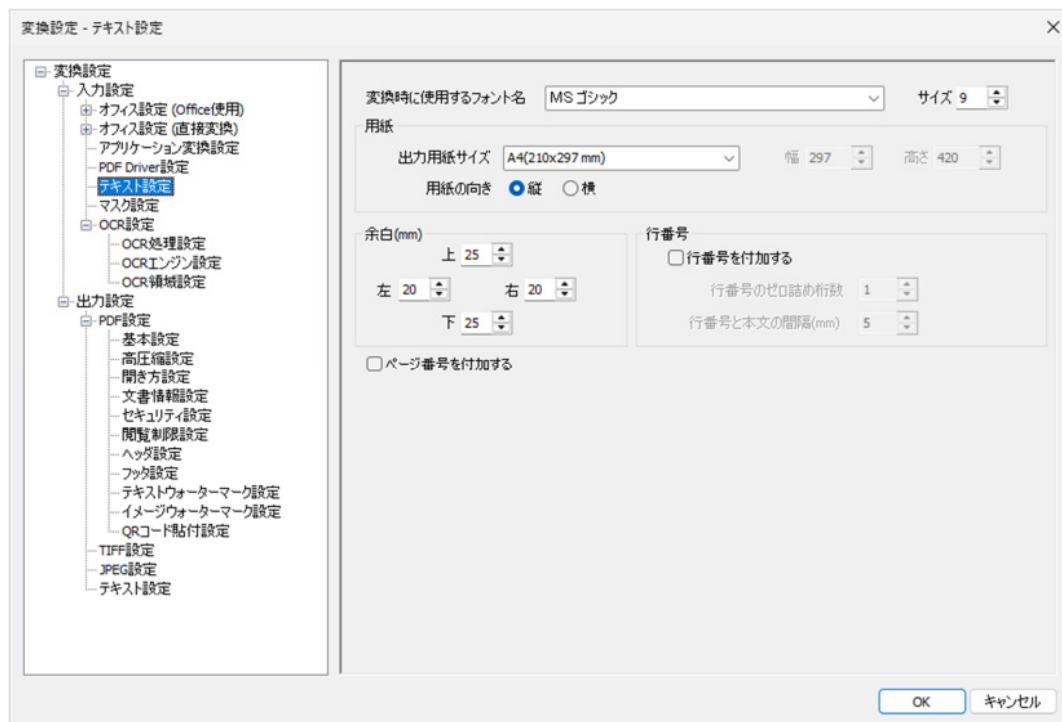 変換設定 - テキスト設定
変換設定
入力設定
オフィス設定 (Office使用)
オフィス設定 (直接変換)
アプリケーション変換設定
PDF Driver設定
テキスト設定
マスク設定
OCR設定
OCR処理設定
OCRエンジン設定
OCR領域設定
出力設定
PDF設定
基本設定
高圧縮設定
開き方設定
文書情報設定
セキュリティ設定
閲覧制限設定
ヘッダ設定
フッタ設定
テキストウォーターマーク設定
イメージウォーターマーク設定
QRコード貼付設定
TIFF設定
JPEG設定
テキスト設定
変換時に使用するフォント名 MS ゴシック サイズ 9
用紙
出力用紙サイズ A4(210x297 mm) 幅 297 高さ 420
用紙の向き 縦 横
余白(mm)
上 25
左 20 右 20
下 25
行番号
行番号を付加する
行番号のゼロ詰め桁数 1
行番号と本文の間隔(mm) 5
ページ番号を付加する
OK キャンセル